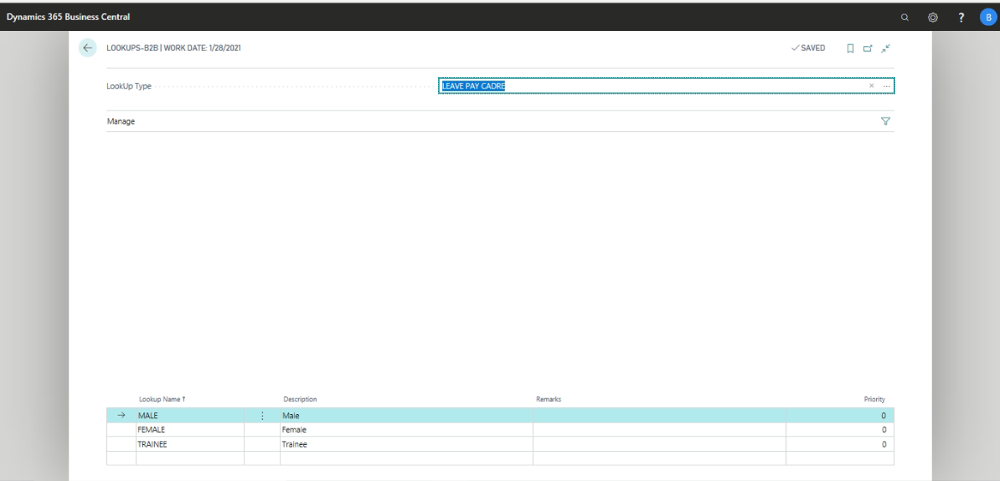 Dynamics 365 Business Central
?
B
LOOKUPS-B2B | WORK DATE: 1/28/2021
SAVED
LookUp Type
LEAVE PAY CADRE
Manage
Lookup Name ↑ Description Remarks Priority
MALE Male 0
FEMALE Female 0
TRAINEE Trainee 0